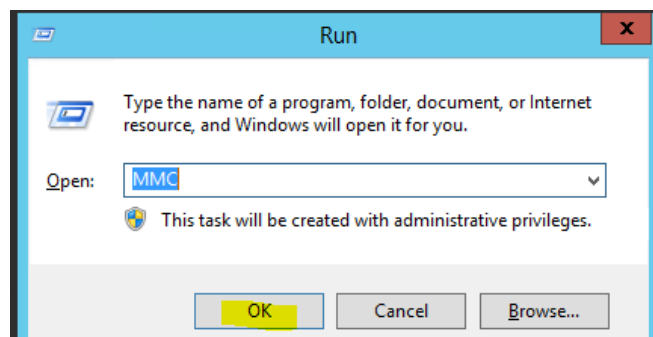 Run
x
Type the name of a program, folder, document, or Internet
resource, and Windows will open it for you.
Open: MMC
This task will be created with administrative privileges.
OK Cancel Browse...